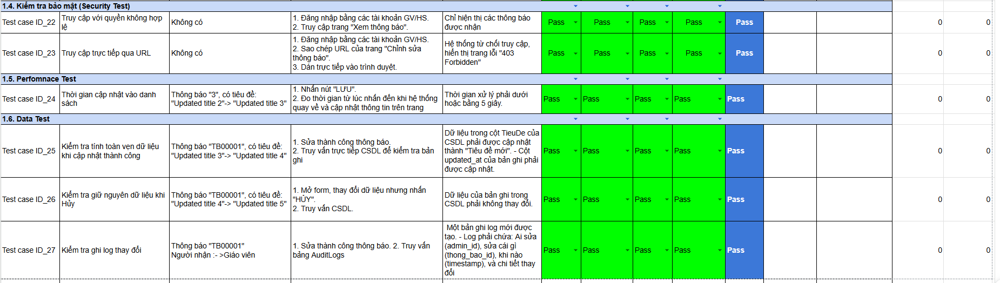 1.4. Kiểm tra bảo mật (Security Test)
Test case ID_22
Truy cập với quyền không hợp
lệ
Không có
1. Đăng nhập bằng các tài khoản GV/HS.
2. Truy cập trang "Xem thông báo".
Chỉ hiện thị các thông báo
được nhận
Pass
Pass
Pass
Pass
Pass
0
0
Test case ID_23
Truy cập trực tiếp qua URL
Không có
1. Đăng nhập bằng các tài khoản GV/HS.
2. Sao chép URL của trang "Chỉnh sửa
thông báo".
3. Dán trực tiếp vào trình duyệt.
Hệ thống từ chối truy cập,
hiển thị trang lỗi "403
Forbidden"
Pass
Pass
Pass
Pass
Pass
0
0
1.5. Perfomnace Test
Test case ID_24
Thời gian cập nhật vào danh
sách
Thông báo "3", có tiêu đề:
"Updated title 2"-> "Updated title 3"
1. Nhấn nút "LƯU".
2. Đo thời gian từ lúc nhấn đến khi hệ thống
quay về và cập nhật thông tin trên trang
Thời gian xử lý phải dưới
hoặc bằng 5 giây.
Pass
Pass
Pass
Pass
Pass
0
0
1.6. Data Test
Test case ID_25
Kiểm tra tính toàn vẹn dữ liệu
khi cập nhật thành công
Thông báo "TB00001", có tiêu đề:
"Updated title 3"-> "Updated title 4"
1. Sửa thành công thông báo.
2. Truy vấn trực tiếp CSDL để kiểm tra bản
ghi
Dữ liệu trong cột TieuDe của
CSDL phải được cập nhật
thành "Tiêu đề mới". - Cột
updated_at của bản ghi phải
được cập nhật.
Pass
Pass
Pass
Pass
Pass
0
0
Test case ID_26
Kiểm tra giữ nguyên dữ liệu khi
Hủy
Thông báo "TB00001", có tiêu đề:
"Updated title 4"-> "Updated title 5"
1. Mở form, thay đổi dữ liệu nhưng nhấn
"HỦY".
2. Truy vấn CSDL.
Dữ liệu của bản ghi trong
CSDL phải không thay đổi.
Pass
Pass
Pass
Pass
Pass
0
0
Test case ID_27
Kiểm tra ghi log thay đổi
Thông báo "TB00001"
Người nhận :- ->Giáo viên
1. Sửa thành công thông báo. 2. Truy vấn
bảng AuditLogs
Một bản ghi log mới được
tạo. - Log phải chứa: Ai sửa
(admin_id), sửa cái gì
(thong_bao_id), khi nào
(timestamp), và chi tiết thay
đổi
Pass
Pass
Pass
Pass
Pass
0
0